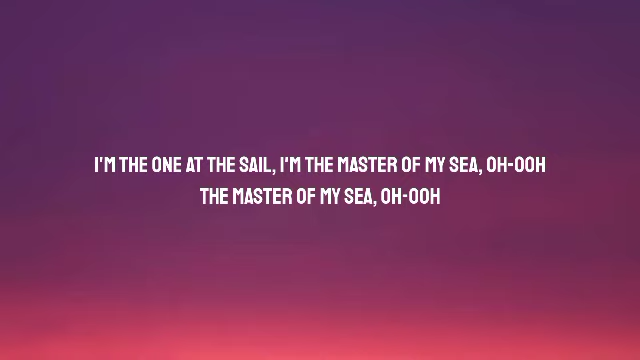 I'M THE ONE AT THE SAIL, I'M THE MASTER OF MY SEA, OH-OOH
THE MASTER OF MY SEA, OH-OOH